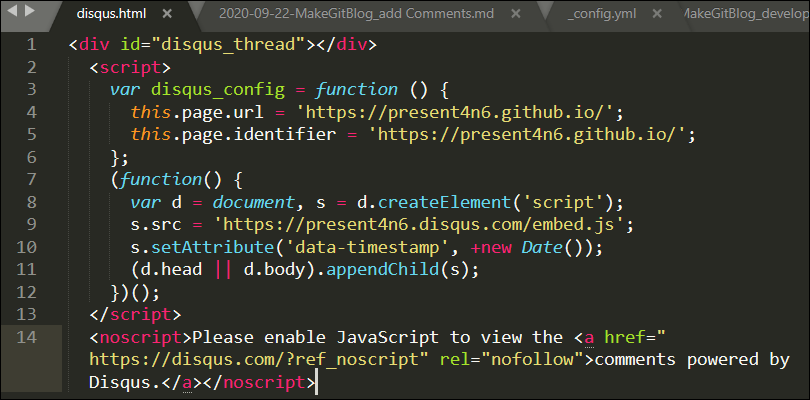 disqus.html × 2020-09-22-MakeGitBlog_add Comments.md × _config.yml × MakeGitBlog_develop
1 <div id="disqus_thread"></div>
2 <script>
3 var disqus_config = function () {
4 this.page.url = 'https://present4n6.github.io/';
5 this.page.identifier = 'https://present4n6.github.io/';
6 };
7 (function() {
8 var d = document, s = d.createElement('script');
9 s.src = 'https://present4n6.disqus.com/embed.js';
10 s.setAttribute('data-timestamp', +new Date());
11 (d.head || d.body).appendChild(s);
12 })();
13 </script>
14 <noscript>Please enable JavaScript to view the <a href="
https://disqus.com/?ref_noscript" rel="nofollow">comments powered by
Disqus.</a></noscript>